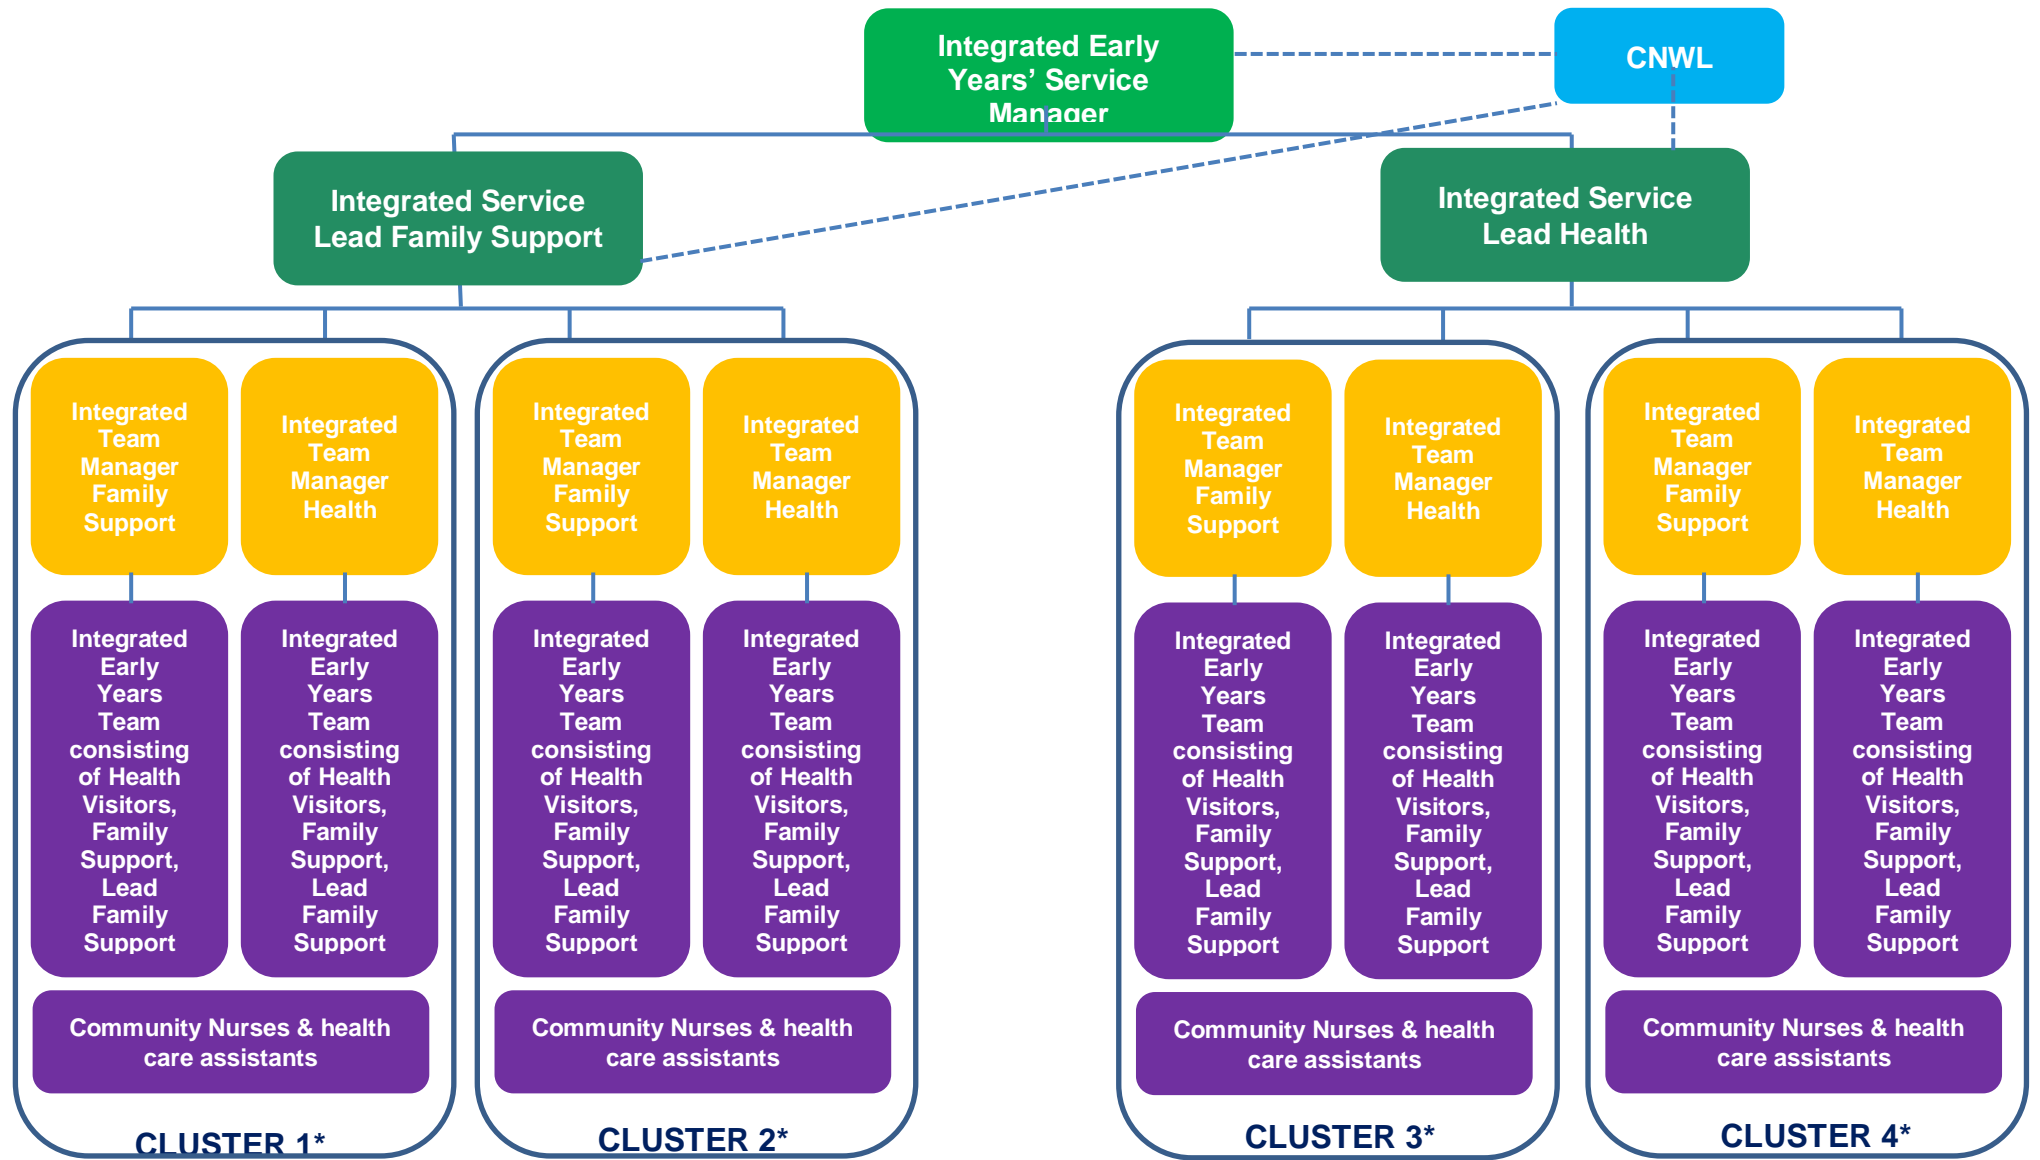 Integrated Early
Years’ Service
Manager
CNWL
Integrated Service
Lead Family Support
Integrated Service
Lead Health
Integrated
Team
Manager
Family
Support
Integrated
Team
Manager
Health
Integrated
Team
Manager
Family
Support
Integrated
Team
Manager
Health
Integrated
Team
Manager
Family
Support
Integrated
Team
Manager
Health
Integrated
Team
Manager
Family
Support
Integrated
Team
Manager
Health
Integrated
Early
Years
Team
consisting
of Health
Visitors,
Family
Support,
Lead
Family
Support
Integrated
Early
Years
Team
consisting
of Health
Visitors,
Family
Support,
Lead
Family
Support
Integrated
Early
Years
Team
consisting
of Health
Visitors,
Family
Support,
Lead
Family
Support
Integrated
Early
Years
Team
consisting
of Health
Visitors,
Family
Support,
Lead
Family
Support
Integrated
Early
Years
Team
consisting
of Health
Visitors,
Family
Support,
Lead
Family
Support
Integrated
Early
Years
Team
consisting
of Health
Visitors,
Family
Support,
Lead
Family
Support
Integrated
Early
Years
Team
consisting
of Health
Visitors,
Family
Support,
Lead
Family
Support
Integrated
Early
Years
Team
consisting
of Health
Visitors,
Family
Support,
Lead
Family
Support
Community Nurses & health
care assistants
Community Nurses & health
care assistants
Community Nurses & health
care assistants
Community Nurses & health
care assistants
CLUSTER 1*
CLUSTER 2*
CLUSTER 3*
CLUSTER 4*